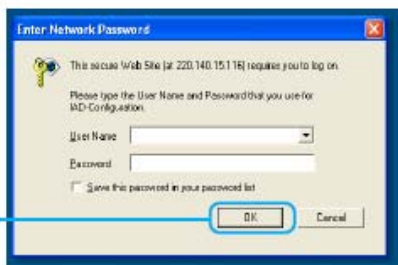 Enter Network Password
This secure Web Site (at 220.140.15.116) requires you to log on.
Please type the User Name and Password that you use for
IAD-Configuration.
User Name
Password
Save this password in your password list
OK
Cancel